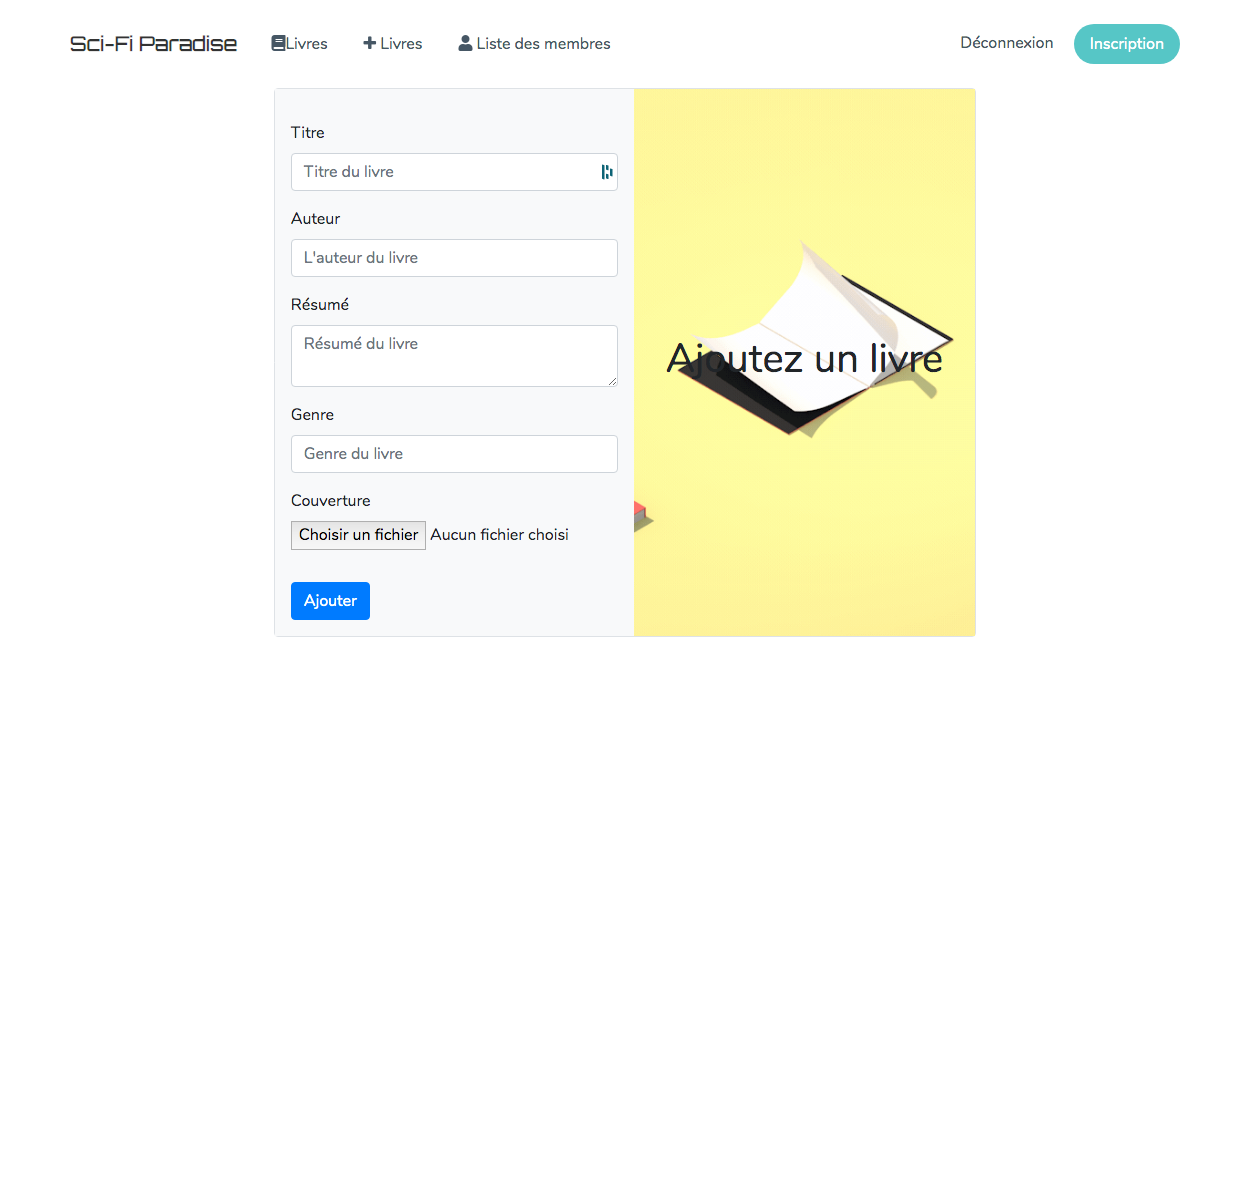 Sci-Fi Paradise
Livres
Livres
Liste des membres
Déconnexion
Inscription
Titre
Titre du livre
Auteur
L'auteur du livre
Résumé
Résumé du livre
Genre
Genre du livre
Couverture
Choisir un fichier Aucun fichier choisi
Ajouter
Ajoutez un livre